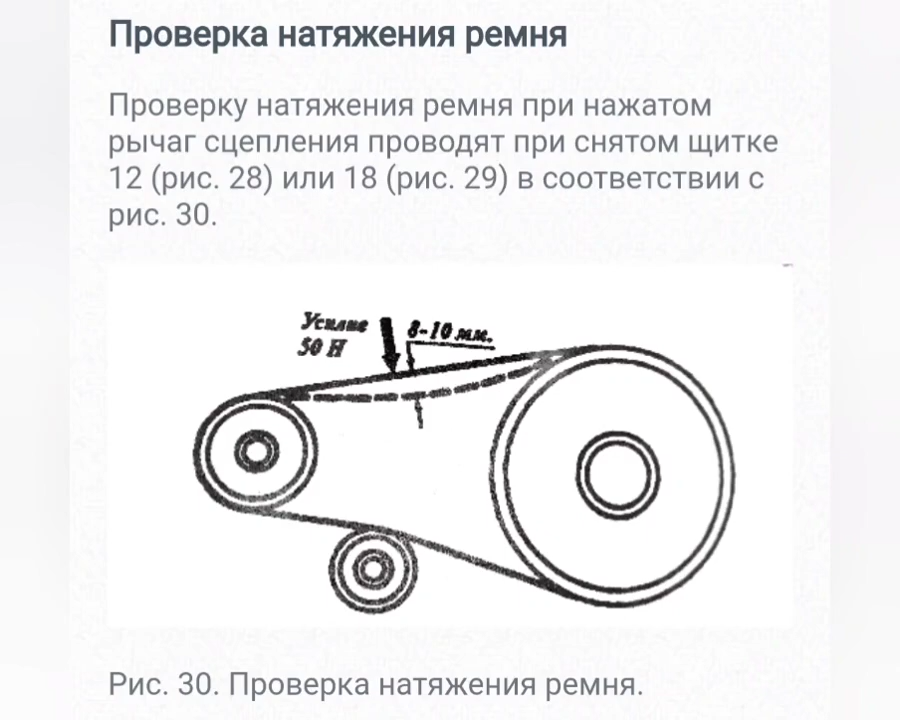 Проверка натяжения ремня
Проверку натяжения ремня при нажатом
рычаг сцепления проводят при снятом щитке
12 (рис. 28) или 18 (рис. 29) в соответствии с
рис. 30.
Усилие
50 Н
8-10 мм.
Рис. 30. Проверка натяжения ремня.